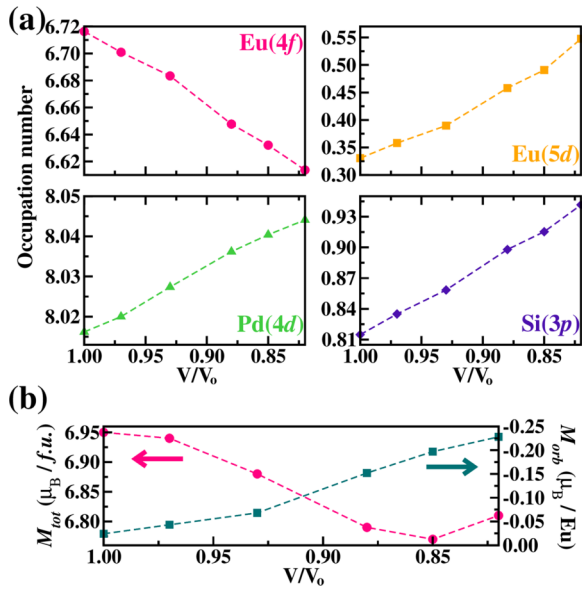 (a)
6.72
6.70
6.68
6.66
6.64
6.62
Eu(4f)
0.55
0.50
0.45
0.40
0.35
0.30
Eu(5d)
Occupation number
8.05
8.04
8.03
8.02
Pd(4d)
0.93
0.90
0.87
0.84
0.81
Si(3p)
1.00 0.95 0.90 0.85
V/Vo
1.00 0.95 0.90 0.85
V/Vo
(b)
6.95
6.90
6.85
6.80
M_tot (μ_B / f.u.)
-0.25
-0.20
-0.15
-0.10
-0.05
0.00
M_orb (μ_B / Eu)
1.00 0.95 0.90 0.85
V/Vo